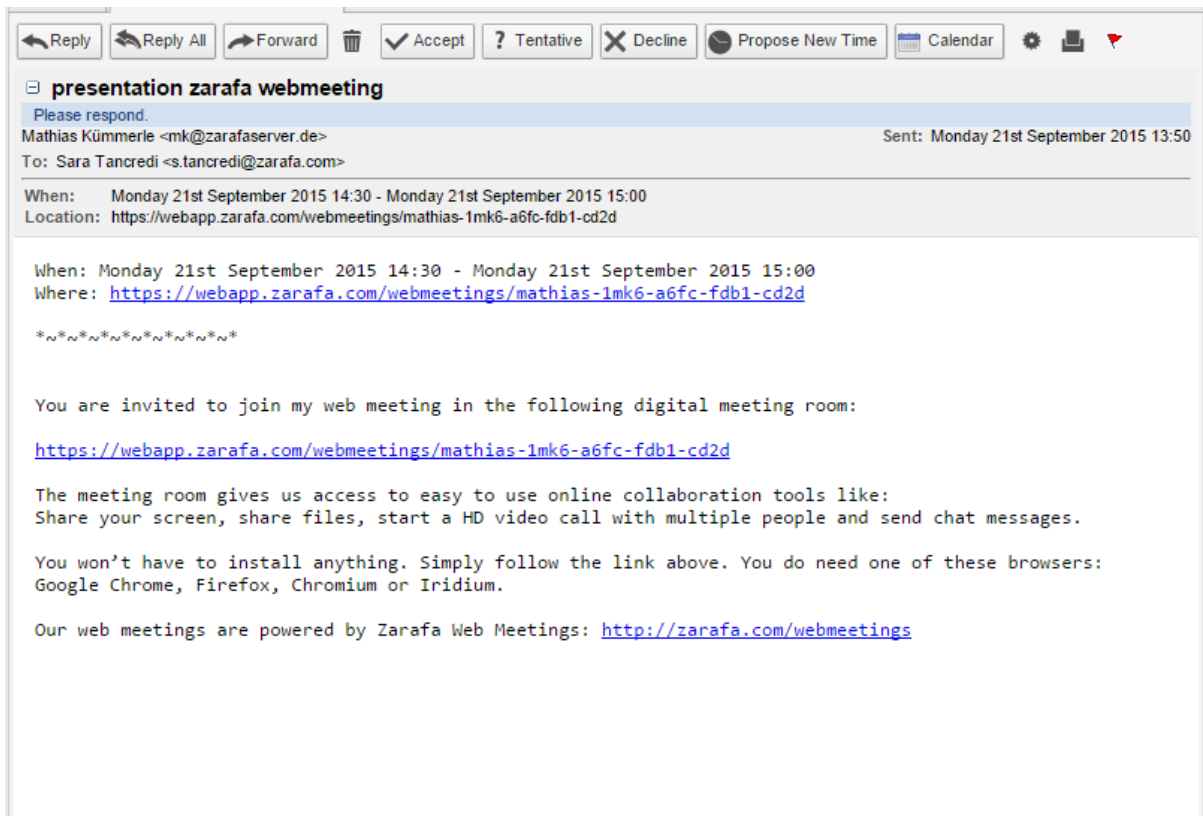 Reply Reply All Forward Accept ? Tentative Decline Propose New Time Calendar
presentation zarafa webmeeting
Please respond.
Mathias Kümmerle <mk@zarafaserver.de> Sent: Monday 21st September 2015 13:50
To: Sara Tancredi <s.tancredi@zarafa.com>
When: Monday 21st September 2015 14:30 - Monday 21st September 2015 15:00
Location: https://webapp.zarafa.com/webmeetings/mathias-1mk6-a6fc-fdb1-cd2d
When: Monday 21st September 2015 14:30 - Monday 21st September 2015 15:00
Where: https://webapp.zarafa.com/webmeetings/mathias-1mk6-a6fc-fdb1-cd2d
*~*~*~*~*~*~*~*~*~*
You are invited to join my web meeting in the following digital meeting room:
https://webapp.zarafa.com/webmeetings/mathias-1mk6-a6fc-fdb1-cd2d
The meeting room gives us access to easy to use online collaboration tools like:
Share your screen, share files, start a HD video call with multiple people and send chat messages.
You won’t have to install anything. Simply follow the link above. You do need one of these browsers:
Google Chrome, Firefox, Chromium or Iridium.
Our web meetings are powered by Zarafa Web Meetings: http://zarafa.com/webmeetings